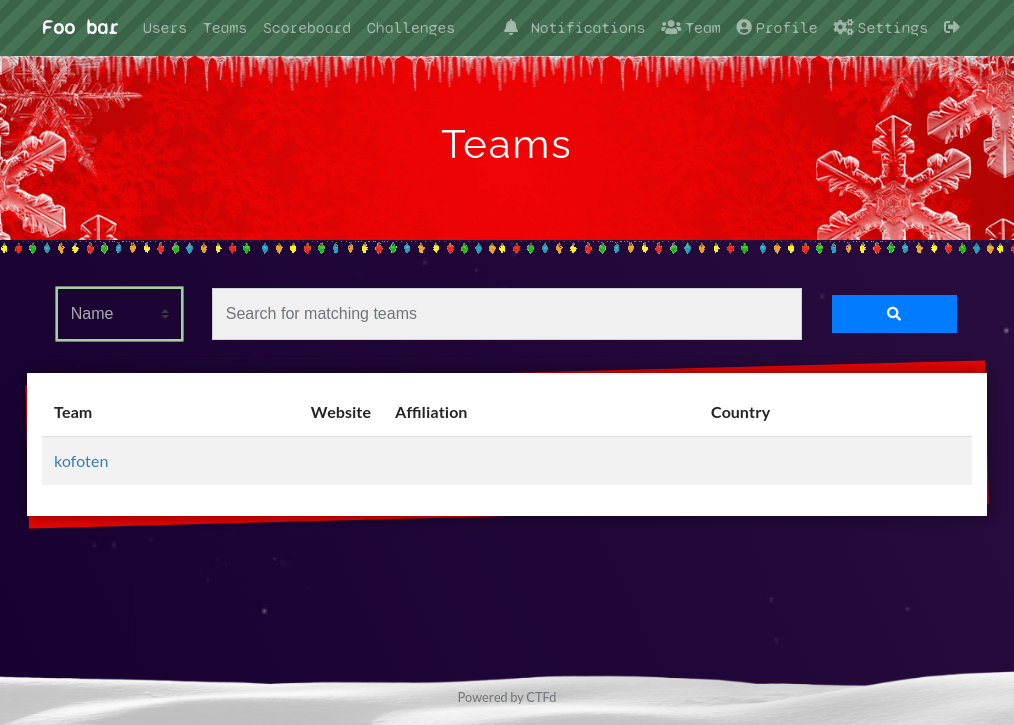 Foo bar Users Teams Scoreboard Challenges Notifications Team Profile Settings
Teams
Name Search for matching teams
Team Website Affiliation Country
kofoten
Powered by CTFd